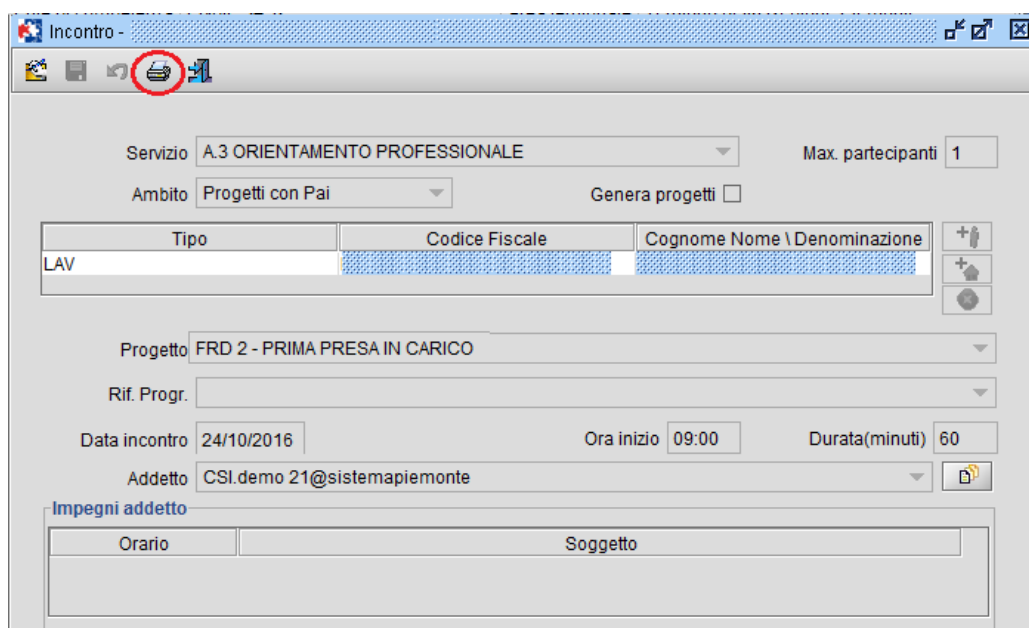 Incontro -
Servizio A.3 ORIENTAMENTO PROFESSIONALE Max. partecipanti 1
Ambito Progetti con Pai Genera progetti
Tipo Codice Fiscale Cognome Nome \ Denominazione
LAV
Progetto FRD 2 - PRIMA PRESA IN CARICO
Rif. Progr.
Data incontro 24/10/2016 Ora inizio 09:00 Durata(minuti) 60
Addetto CSI.demo 21@sistemapiemonte
Impegni addetto
Orario Soggetto